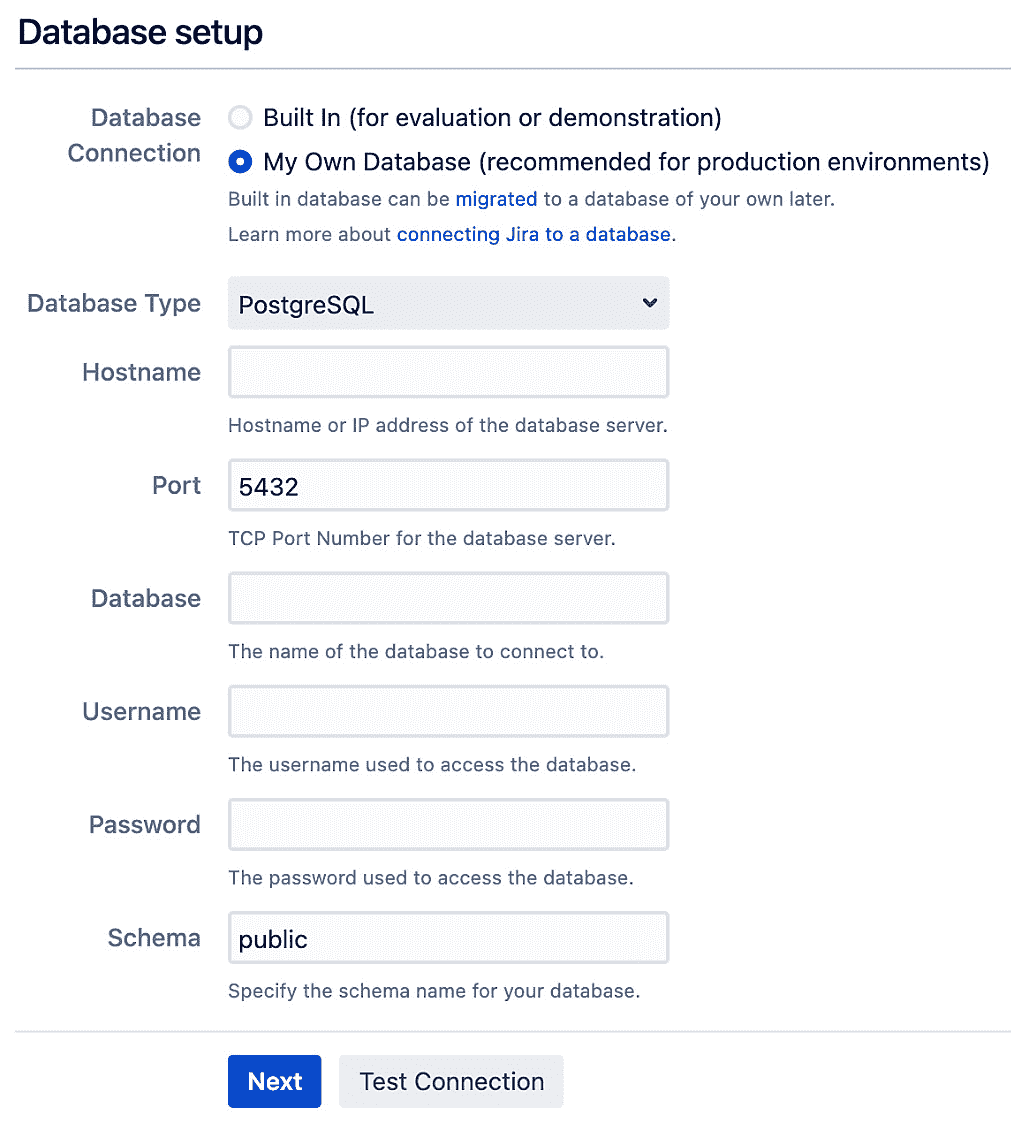 Database setup
Database
Connection
Built In (for evaluation or demonstration)
My Own Database (recommended for production environments)
Built in database can be migrated to a database of your own later.
Learn more about connecting Jira to a database.
Database Type
PostgreSQL
Hostname
Hostname or IP address of the database server.
Port
5432
TCP Port Number for the database server.
Database
The name of the database to connect to.
Username
The username used to access the database.
Password
The password used to access the database.
Schema
public
Specify the schema name for your database.
Next
Test Connection